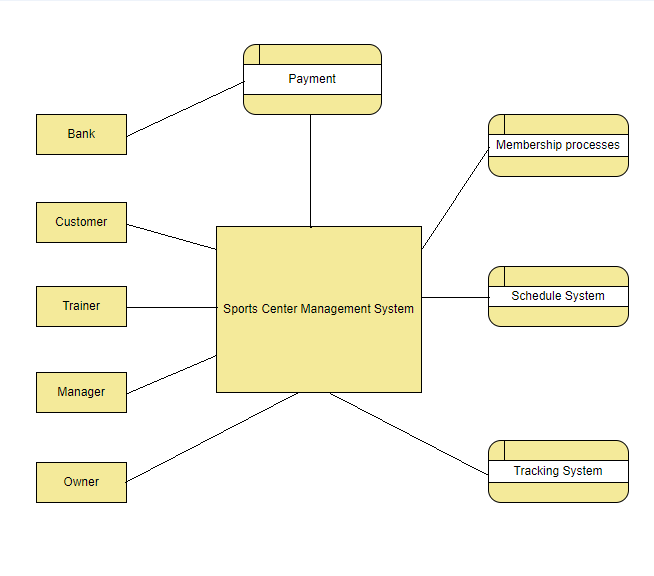 Payment
Bank
Membership processes
Customer
Schedule System
Trainer
Sports Center Management System
Manager
Tracking System
Owner